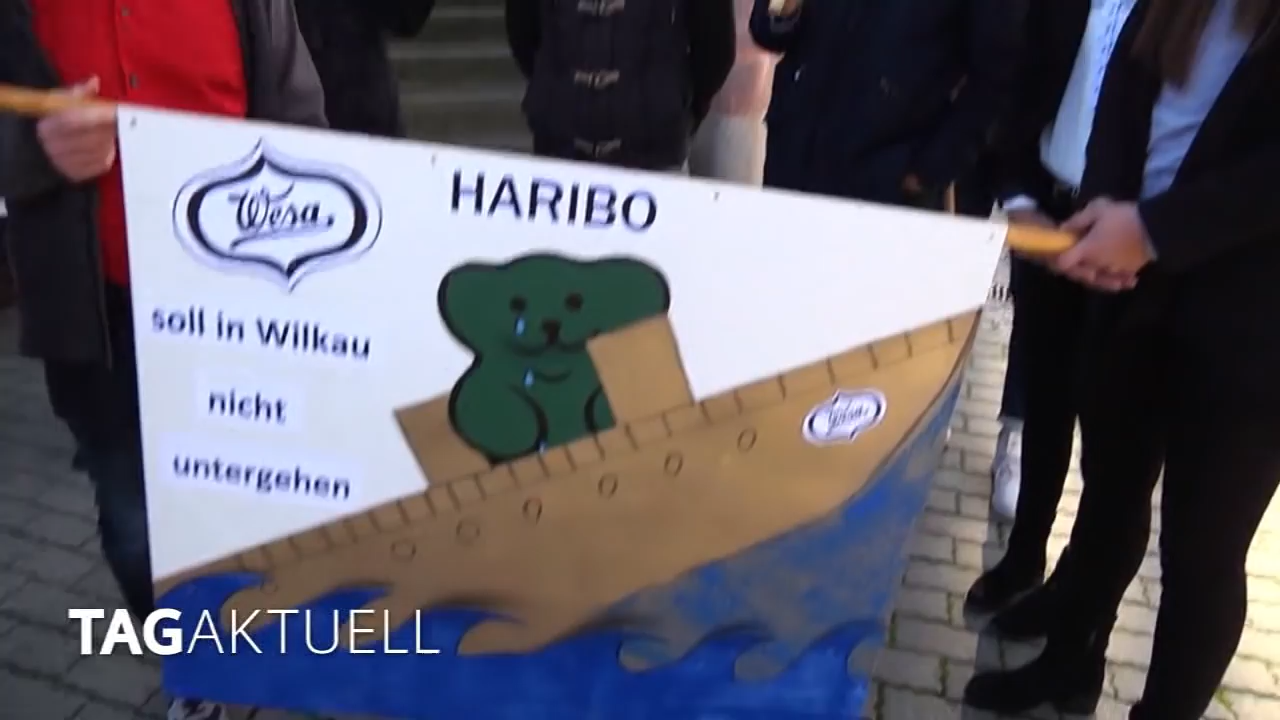 Wesa
HARIBO
soll in Wilkau
nicht
untergehen
Wesa
TAGAKTUELL